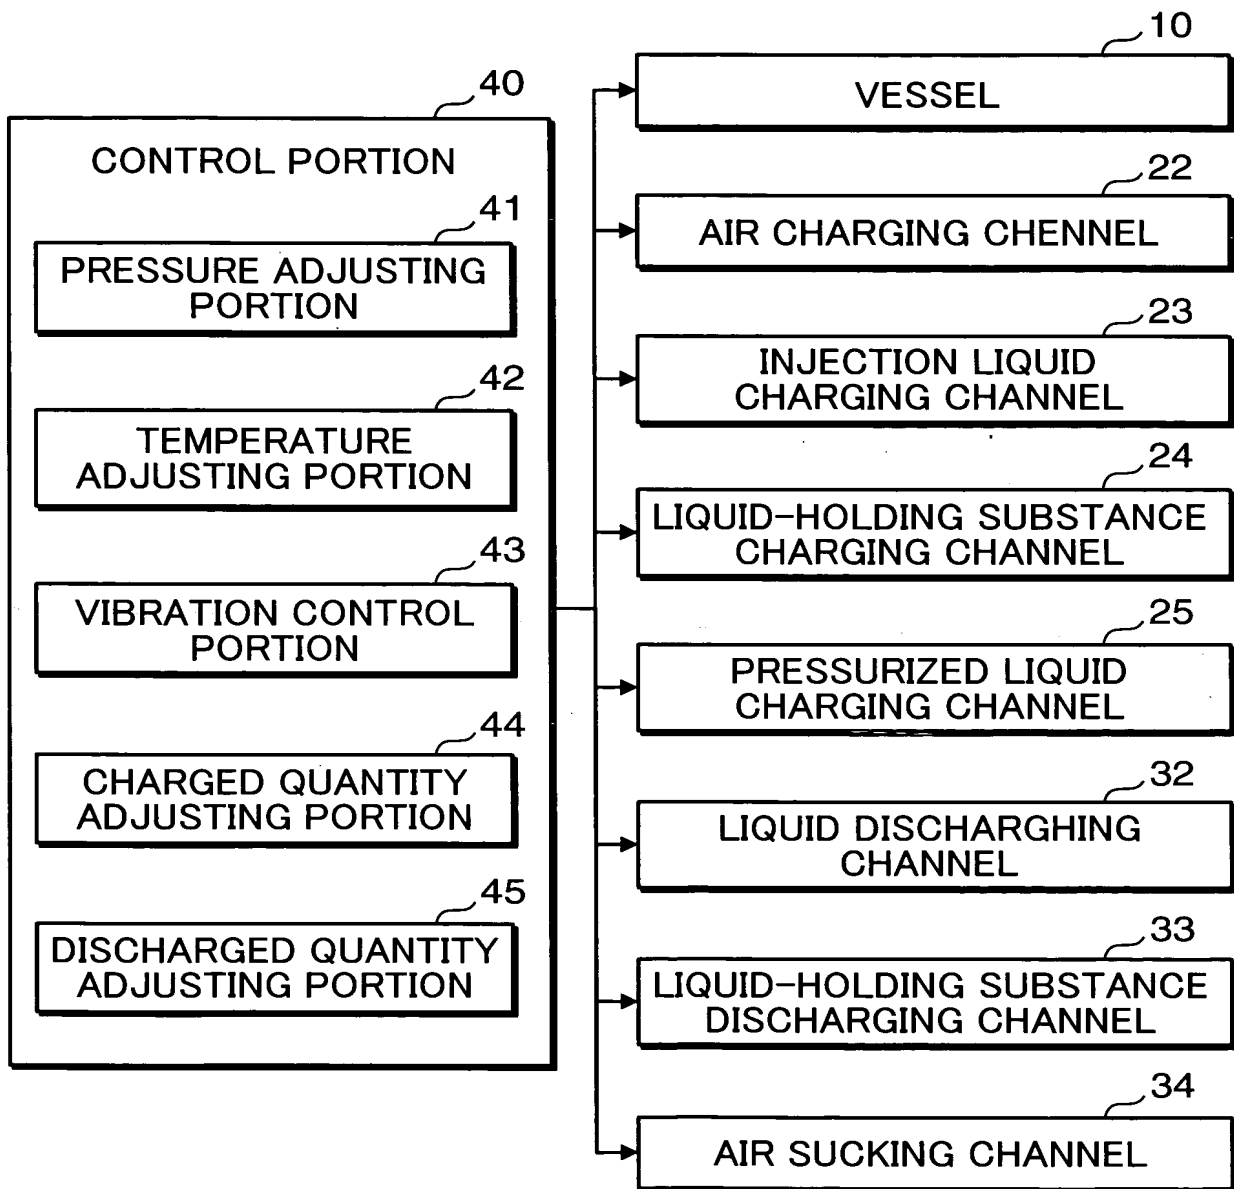 40
CONTROL PORTION
41
PRESSURE ADJUSTING
PORTION
42
TEMPERATURE
ADJUSTING PORTION
43
VIBRATION CONTROL
PORTION
44
CHARGED QUANTITY
ADJUSTING PORTION
45
DISCHARGED QUANTITY
ADJUSTING PORTION
10
VESSEL
22
AIR CHARGING CHENNEL
23
INJECTION LIQUID
CHARGING CHANNEL
24
LIQUID-HOLDING SUBSTANCE
CHARGING CHANNEL
25
PRESSURIZED LIQUID
CHARGING CHANNEL
32
LIQUID DISCHARGHING
CHANNEL
33
LIQUID-HOLDING SUBSTANCE
DISCHARGING CHANNEL
34
AIR SUCKING CHANNEL